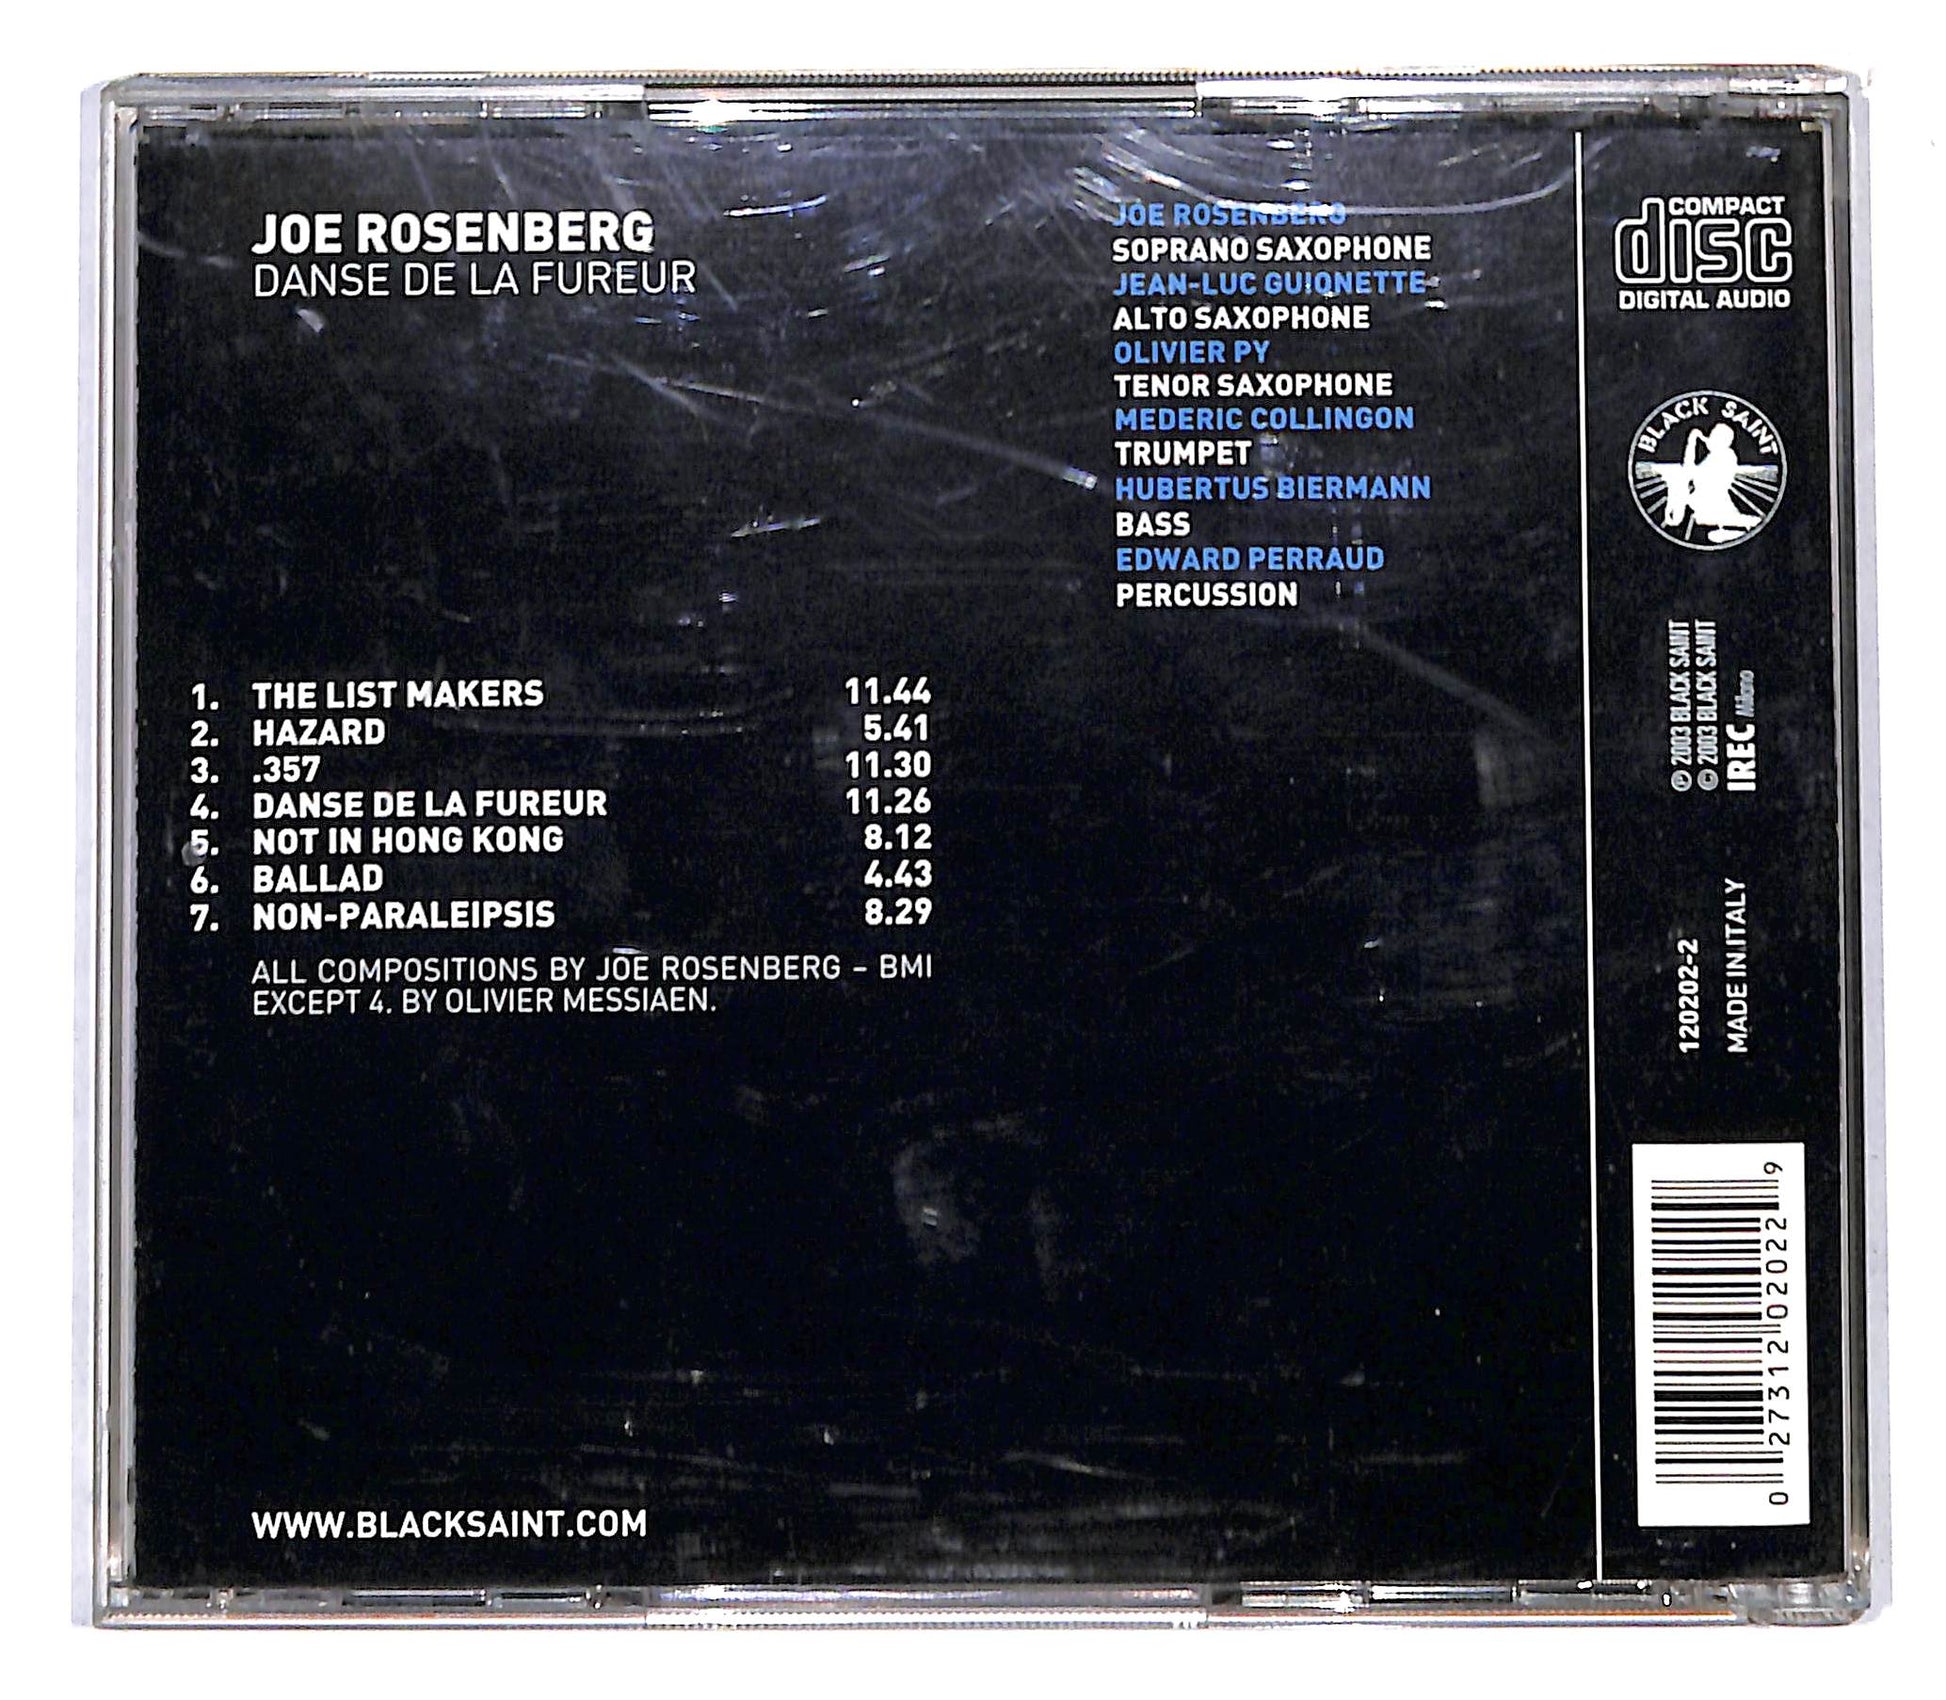 JOE ROSENBERG
DANSE DE LA FUREUR
JOE ROSENBERG
SOPRANO SAXOPHONE
JEAN-LUC GUIONETTE
ALTO SAXOPHONE
OLIVIER PY
TENOR SAXOPHONE
MEDERIC COLLINGON
TRUMPET
HUBERTUS BIERMANN
BASS
EDWARD PERRAUD
PERCUSSION
1. THE LIST MAKERS 11.44
2. HAZARD 5.41
3. .357 11.30
4. DANSE DE LA FUREUR 11.26
5. NOT IN HONG KONG 8.12
6. BALLAD 4.43
7. NON-PARALEIPSIS 8.29
ALL COMPOSITIONS BY JOE ROSENBERG – BMI
EXCEPT 4. BY OLIVIER MESSIAEN.
WWW.BLACKSAINT.COM
COMPACT
disc
DIGITAL AUDIO
BLACK SAINT
℗ 2003 BLACK SAINT
© 2003 BLACK SAINT
IREC Milano
120202-2
MADE IN ITALY
0 27312 02022 9